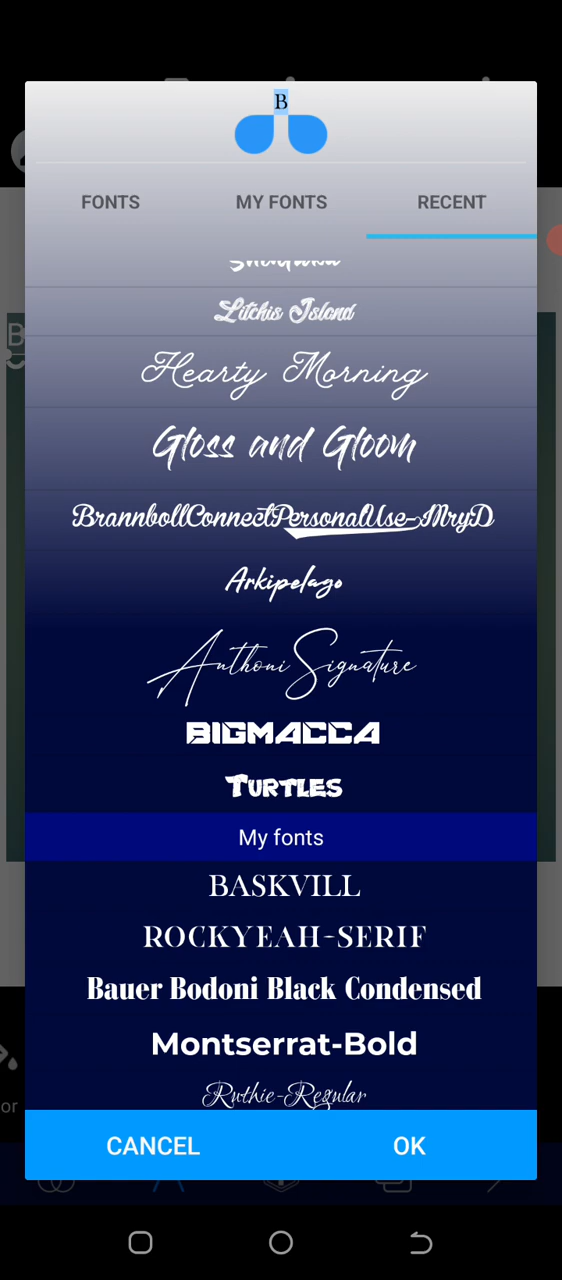 B
FONTS
MY FONTS
RECENT
Litchis Island
Hearty Morning
Gloss and Gloom
BrannbollConnectPersonalUse-MryD
Arkipelago
Anthoni Signature
BIGMACCA
TURTLES
My fonts
BASKVILL
ROCKYEAH-SERIF
Bauer Bodoni Black Condensed
Montserrat-Bold
Ruthie-Regular
CANCEL
OK
B
or